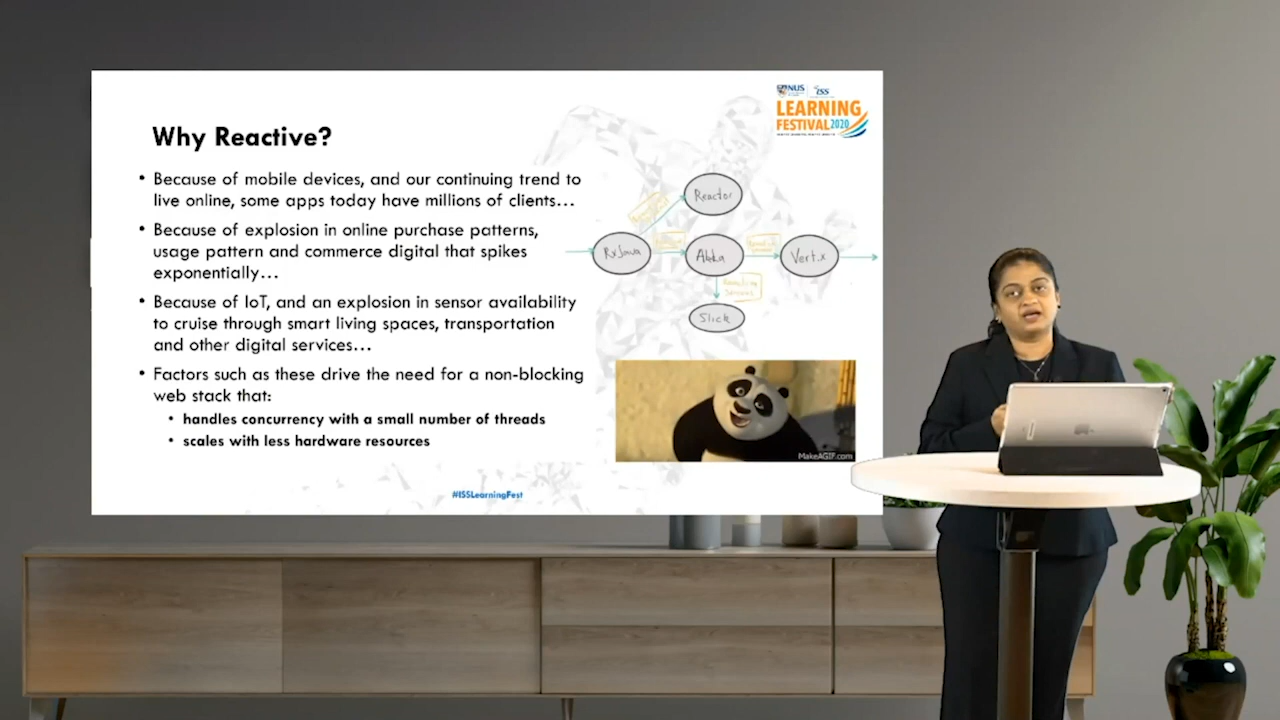 NUS
ISS
LEARNING
FESTIVAL 2020
Why Reactive?
• Because of mobile devices, and our continuing trend to
live online, some apps today have millions of clients…
• Because of explosion in online purchase patterns,
usage pattern and commerce digital that spikes
exponentially…
• Because of IoT, and an explosion in sensor availability
to cruise through smart living spaces, transportation
and other digital services…
• Factors such as these drive the need for a non-blocking
web stack that:
• handles concurrency with a small number of threads
• scales with less hardware resources
Reactor
RxJava
Akka
Vert.x
Slick
MakeAGIF.com
#ISSLearningFest